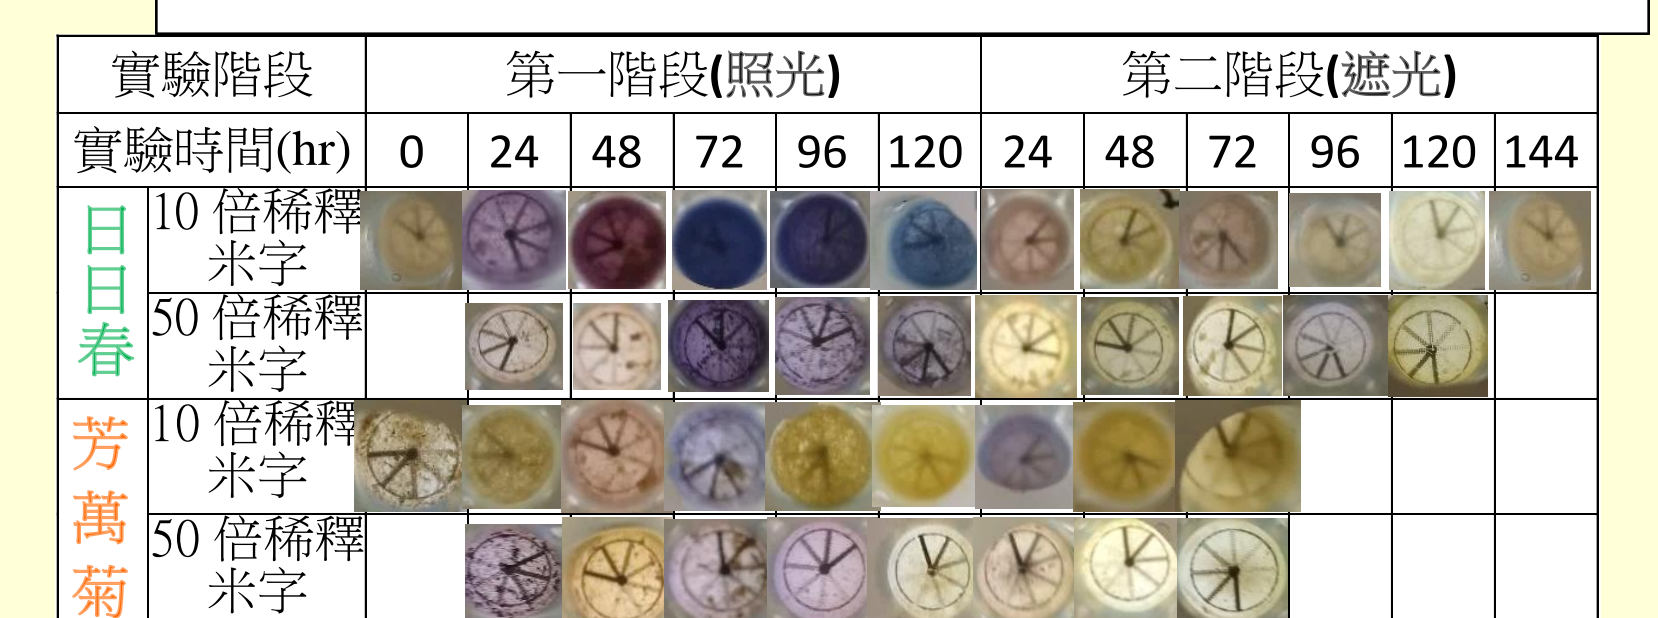 實驗階段 第一階段(照光) 第二階段(遮光)
實驗時間(hr) 0 24 48 72 96 120 24 48 72 96 120 144
日日春
10 倍稀釋
米字
50 倍稀釋
米字
芳萬菊
10 倍稀釋
米字
50 倍稀釋
米字